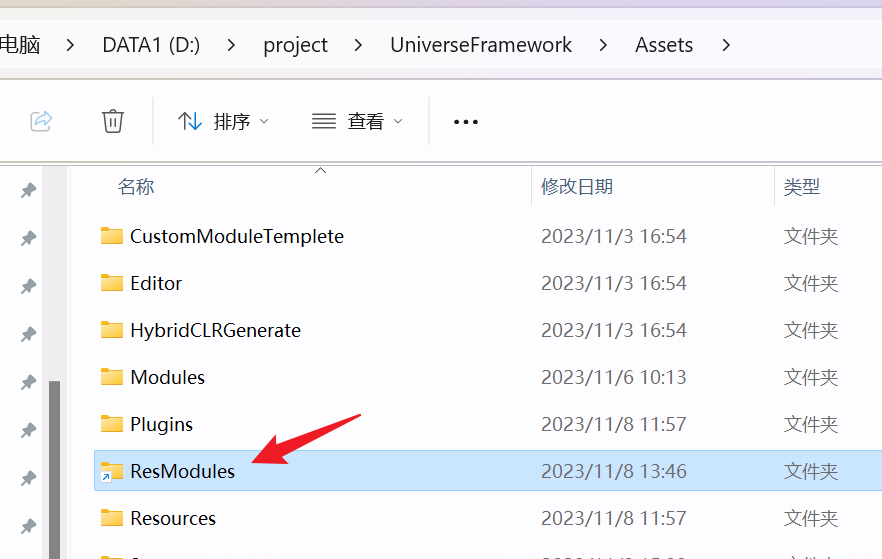 电脑 > DATA1 (D:) > project > UniverseFramework > Assets >
排序 查看
名称 修改日期 类型
CustomModuleTemplete 2023/11/3 16:54 文件夹
Editor 2023/11/3 16:54 文件夹
HybridCLRGenerate 2023/11/3 16:54 文件夹
Modules 2023/11/6 10:13 文件夹
Plugins 2023/11/8 11:57 文件夹
ResModules 2023/11/8 13:46 文件夹
Resources 2023/11/8 11:57 文件夹